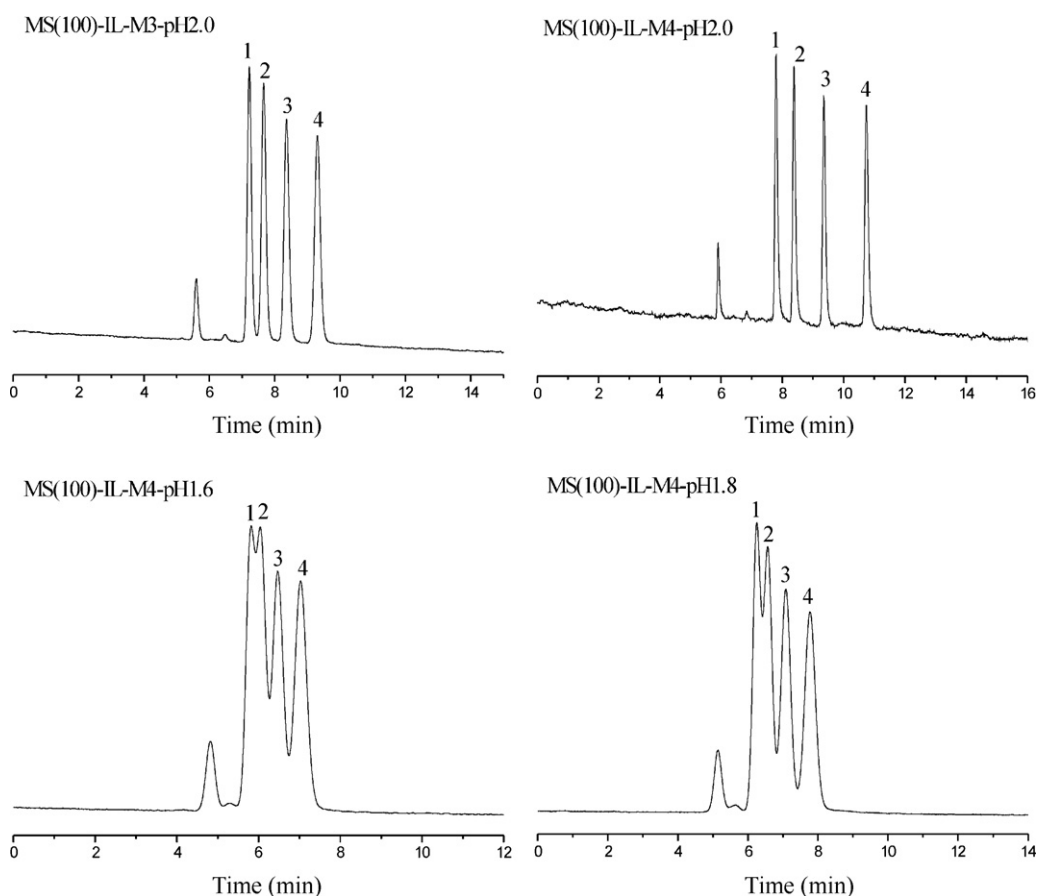 MS(100)-IL-M3-pH2.0
1
2
3
4
0 2 4 6 8 10 12 14
Time (min)
MS(100)-IL-M4-pH2.0
1
2
3
4
0 2 4 6 8 10 12 14 16
Time (min)
MS(100)-IL-M4-pH1.6
1 2
3
4
0 2 4 6 8 10 12
Time (min)
MS(100)-IL-M4-pH1.8
1
2
3
4
0 2 4 6 8 10 12 14
Time (min)